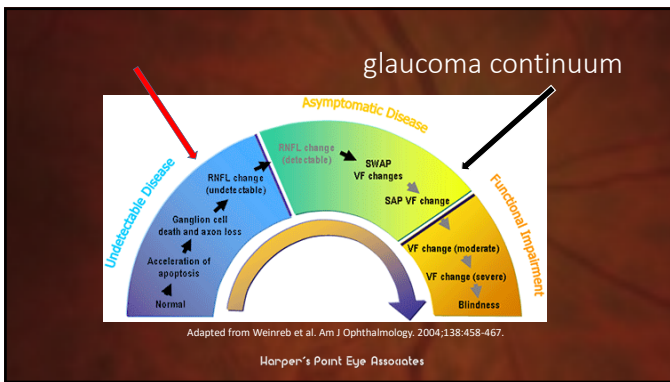 glaucoma continuum
Asymptomatic Disease
Undetectable Disease
Functional Impairment
RNFL change
(detectable)
SWAP
VF changes
SAP VF change
RNFL change
(undetectable)
Ganglion cell
death and axon loss
Acceleration of
apoptosis
Normal
VF change (moderate)
VF change (severe)
Blindness
Adapted from Weinreb et al. Am J Ophthalmology. 2004;138:458-467.
Harper's Point Eye Associates